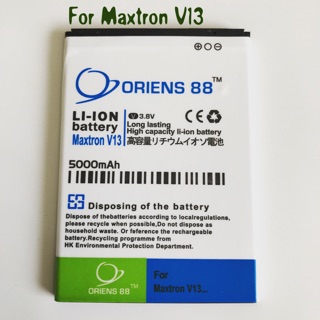 For Maxtron V13
ORIENS 88™
LI-ION
battery
Maxtron V13
V 3.8V
Long lasting
High capacity li-ion battery
高容量リチウムイオン電池
5000mAh
Disposing of the battery
Dispose of thebatteries according to localregulations,
please recycle when possible,Do not dispose of as
household waste. Or reference the rechargeable
battery.Recycling Programme from
HK Environmental Protection Department.
ORIENS 88™
For
Maxtron V13...